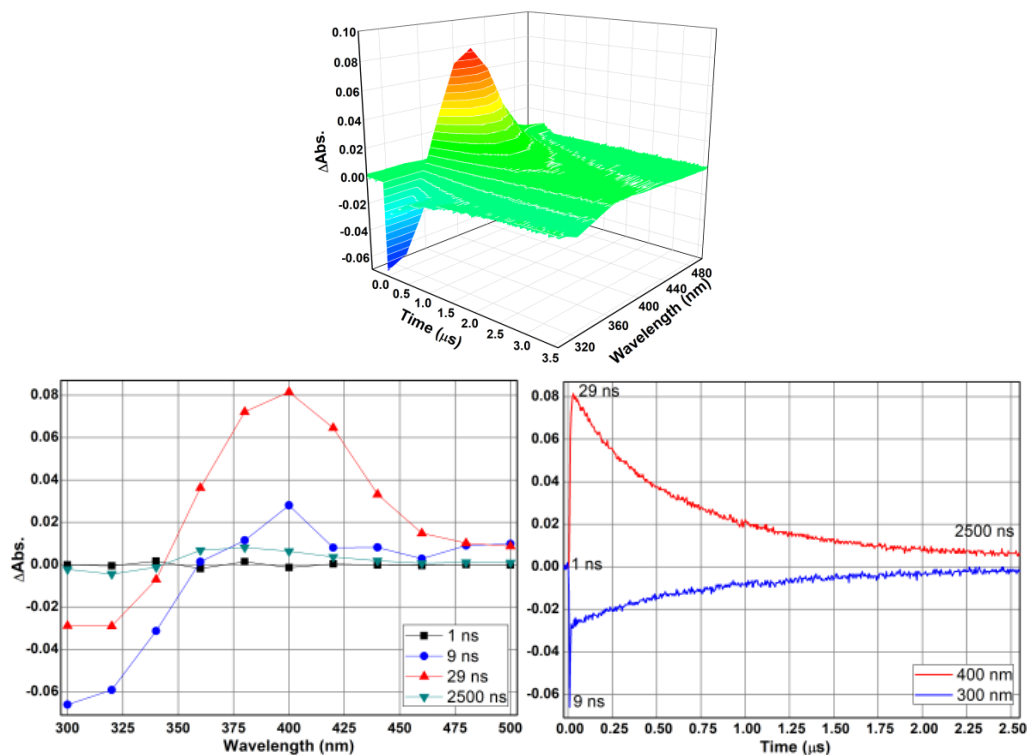 0.10
0.08
0.06
0.04
0.02
0.00
-0.02
-0.04
-0.06
ΔAbs.
0.0
0.5
1.0
1.5
2.0
2.5
3.0
3.5
Time (μs)
320
360
400
440
480
Wavelength (nm)
0.08
0.06
0.04
0.02
0.00
-0.02
-0.04
-0.06
ΔAbs.
300 325 350 375 400 425 450 475 500
Wavelength (nm)
1 ns
9 ns
29 ns
2500 ns
0.08
0.06
0.04
0.02
0.00
-0.02
-0.04
-0.06
29 ns
2500 ns
1 ns
9 ns
400 nm
300 nm
0.00 0.25 0.50 0.75 1.00 1.25 1.50 1.75 2.00 2.25 2.50
Time (μs)